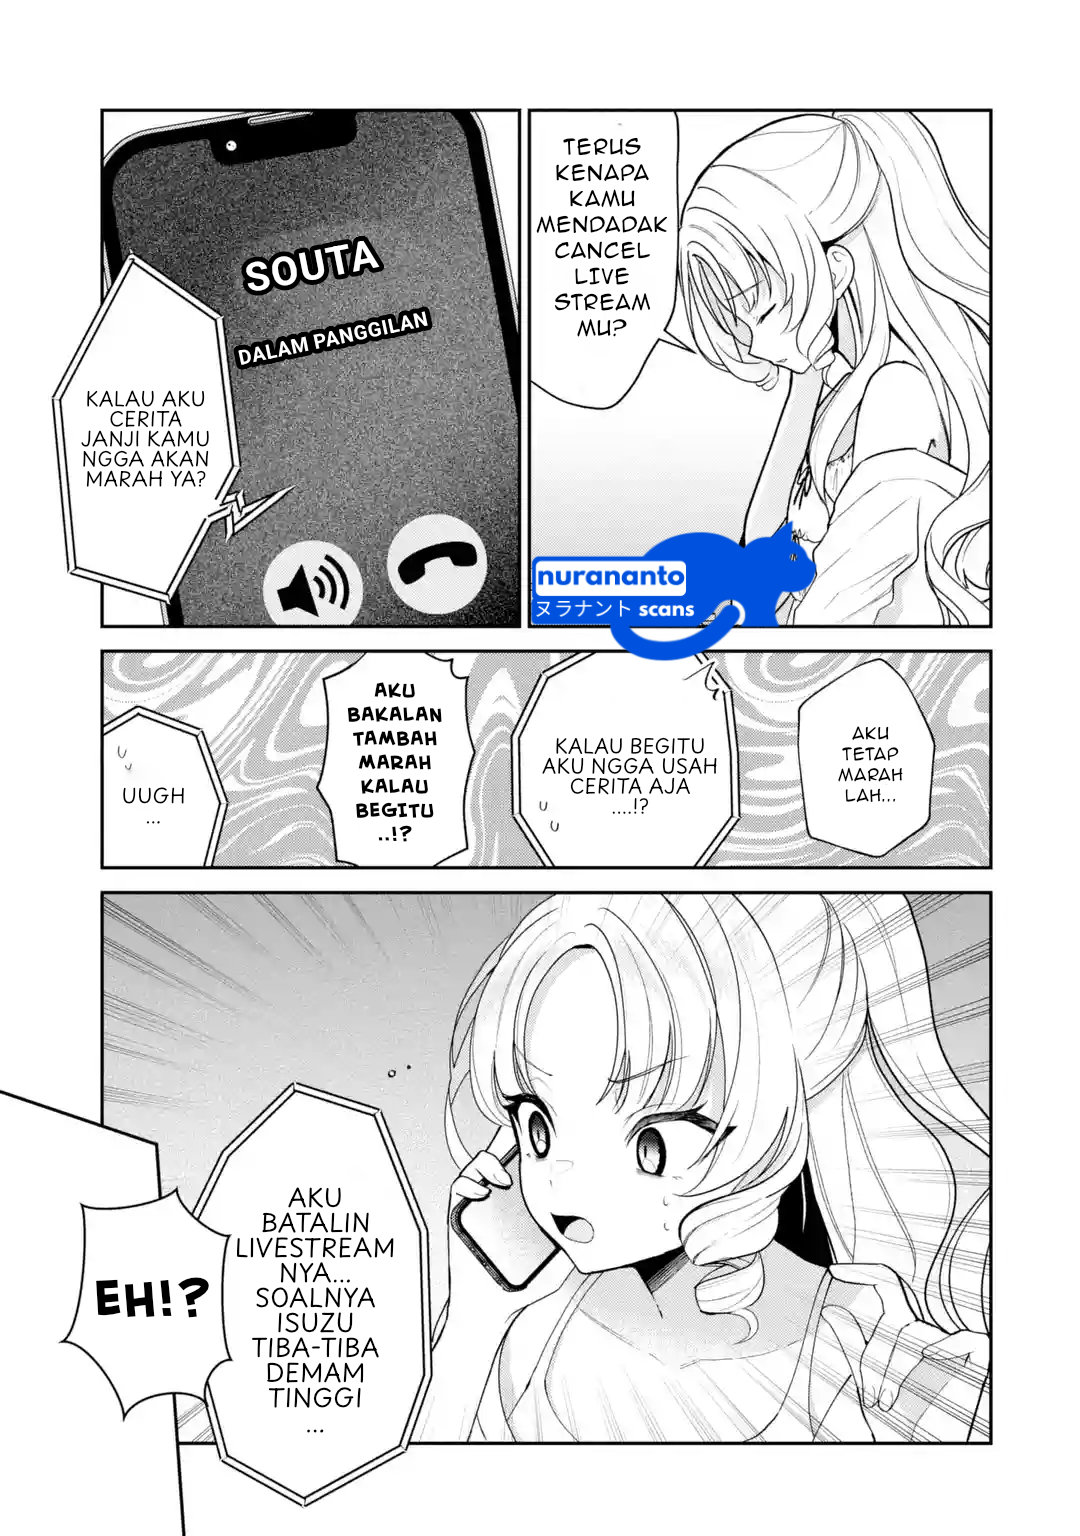 TERUS
KENAPA
KAMU
MENDADAK
CANCEL
LIVE
STREAM
MU?
SOUTA
DALAM PANGGILAN
KALAU AKU
CERITA
JANJI KAMU
NGGA AKAN
MARAH YA?
nurananto
ヌラナント scans
AKU
TETAP
MARAH
LAH...
KALAU BEGITU
AKU NGGA USAH
CERITA AJA
....!?
AKU
BAKALAN
TAMBAH
MARAH
KALAU
BEGITU
..!?
UUGH
...
AKU
BATALIN
LIVESTREAM
NYA...
SOALNYA
ISUZU
TIBA-TIBA
DEMAM
TINGGI
...
EH!?